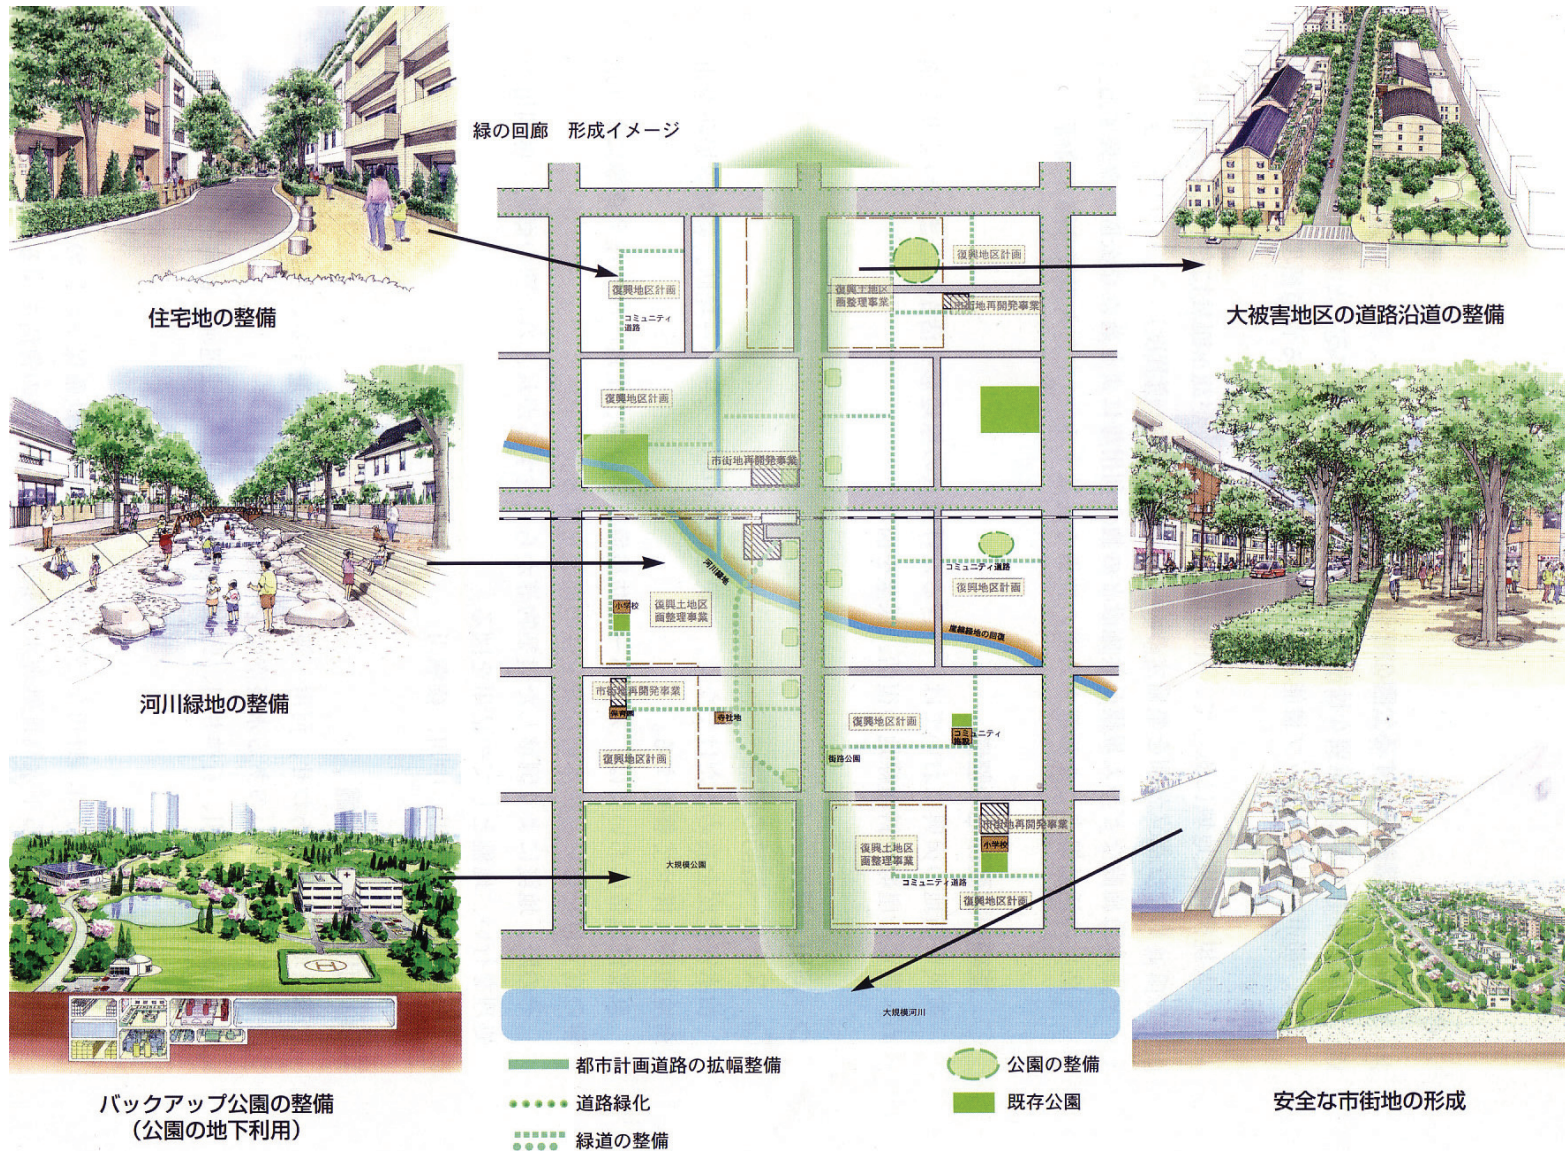 緑の回廊 形成イメージ
住宅地の整備
河川緑地の整備
バックアップ公園の整備
（公園の地下利用）
大被害地区の道路沿道の整備
安全な市街地の形成
復興地区計画
コミュニティ
道路
復興土地区
画整理事業
復興地区計画
市街地再開発事業
復興地区計画
市街地再開発事業
河川緑地
小学校
復興土地区
画整理事業
コミュニティ道路
復興地区計画
崖線緑地の回復
市街地再開発事業
保育園
寺社地
復興地区計画
復興地区計画
コミュニティ
施設
街路公園
大規模公園
復興土地区
画整理事業
市街地再開発事業
小学校
コミュニティ道路
復興地区計画
大規模河川
都市計画道路の拡幅整備
道路緑化
緑道の整備
公園の整備
既存公園
H